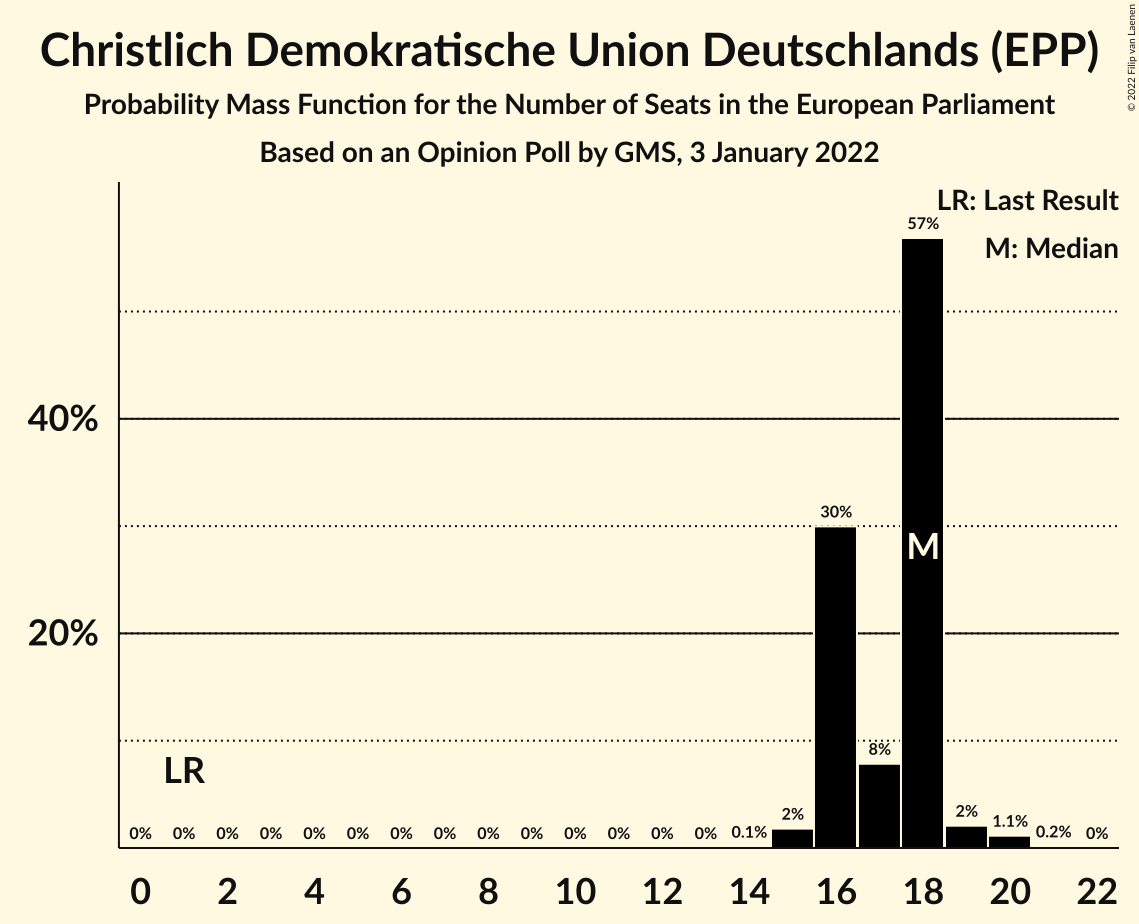 Christlich Demokratische Union Deutschlands (EPP)
Probability Mass Function for the Number of Seats in the European Parliament
Based on an Opinion Poll by GMS, 3 January 2022
© 2022 Filip van Laenen
LR: Last Result
M: Median
57%
40%
30%
M
20%
8%
LR
0% 0% 0% 0% 0% 0% 0% 0% 0% 0% 0% 0% 0% 0% 0.1% 2% 2% 1.1% 0.2% 0%
0 2 4 6 8 10 12 14 16 18 20 22